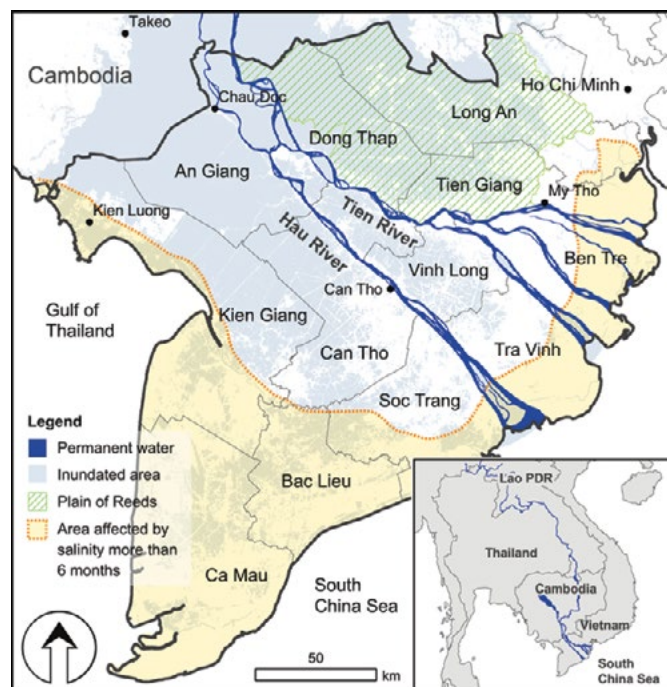 Takeo
Cambodia
Ho Chi Minh
Chau Doc
Long An
Dong Thap
An Giang
Tien Giang
My Tho
Kien Luong
Tien River
Hau River
Ben Tre
Vinh Long
Gulf of
Thailand
Kien Giang
Can Tho
Can Tho
Tra Vinh
Soc Trang
Legend
Permanent water
Inundated area
Plain of Reeds
Area affected by
salinity more than
6 months
Bac Lieu
Ca Mau
South
China Sea
50
km
Lao PDR
Thailand
Cambodia
Vietnam
South
China Sea